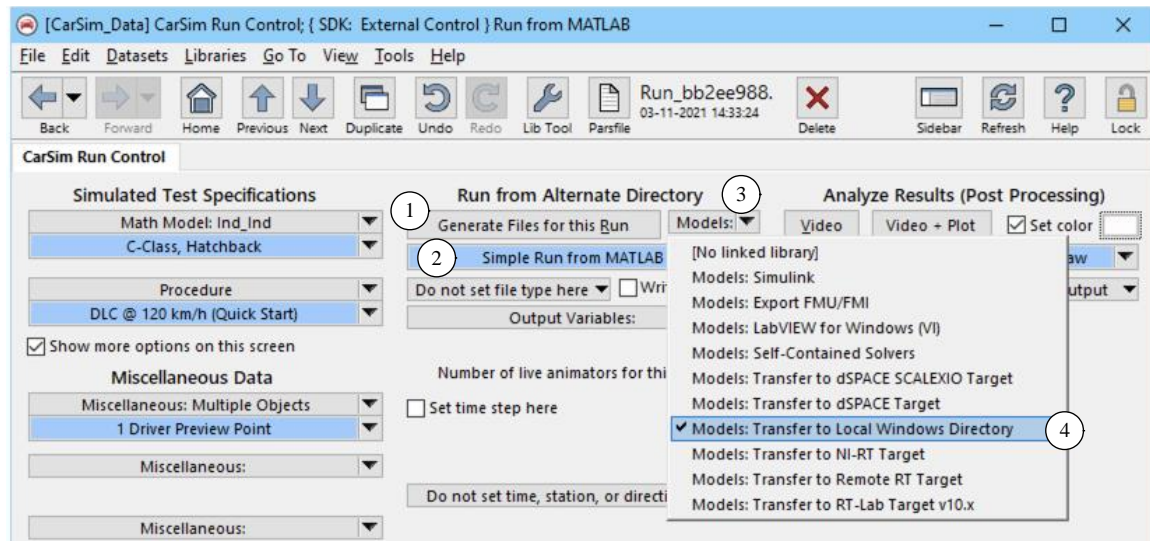 [CarSim_Data] CarSim Run Control; { SDK: External Control } Run from MATLAB
File Edit Datasets Libraries Go To View Tools Help
Back Forward Home Previous Next Duplicate Undo Redo Lib Tool Parsfile Run_bb2ee988. Delete Sidebar Refresh Help Lock
03-11-2021 14:33:24
CarSim Run Control
Simulated Test Specifications
Math Model: Ind_Ind
C-Class, Hatchback
Procedure
DLC @ 120 km/h (Quick Start)
Show more options on this screen
Miscellaneous Data
Miscellaneous: Multiple Objects
1 Driver Preview Point
Miscellaneous:
Miscellaneous:
Run from Alternate Directory
1
Generate Files for this Run
3
Models:
2
Simple Run from MATLAB
Do not set file type here
Output Variables:
Number of live animators for
Set time step here
Do not set time, station, or
Analyze Results (Post Processing)
Video Video + Plot Set color
[No linked library]
Models: Simulink
Models: Export FMU/FMI
Models: LabVIEW for Windows (VI)
Models: Self-Contained Solvers
Models: Transfer to dSPACE SCALEXIO Target
Models: Transfer to dSPACE Target
Models: Transfer to Local Windows Directory
4
Models: Transfer to NI-RT Target
Models: Transfer to Remote RT Target
Models: Transfer to RT-Lab Target v10.x